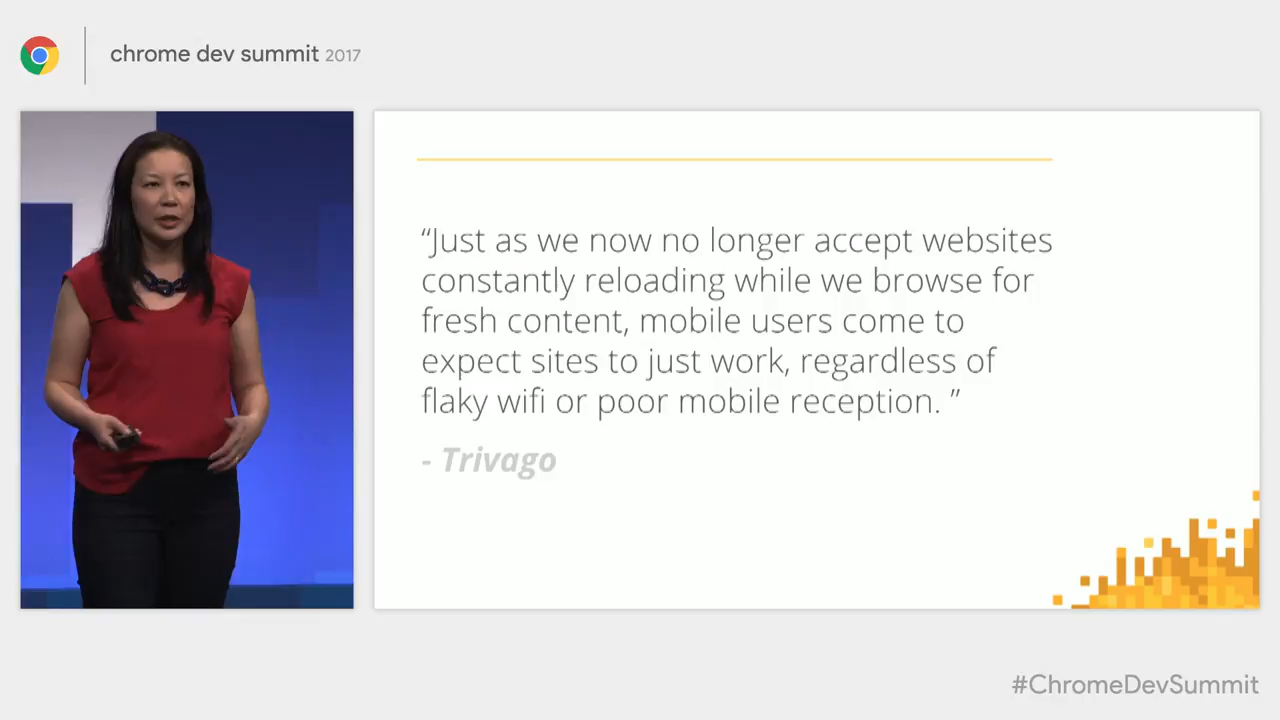 chrome dev summit 2017
“Just as we now no longer accept websites
constantly reloading while we browse for
fresh content, mobile users come to
expect sites to just work, regardless of
flaky wifi or poor mobile reception. ”
- Trivago
#ChromeDevSummit